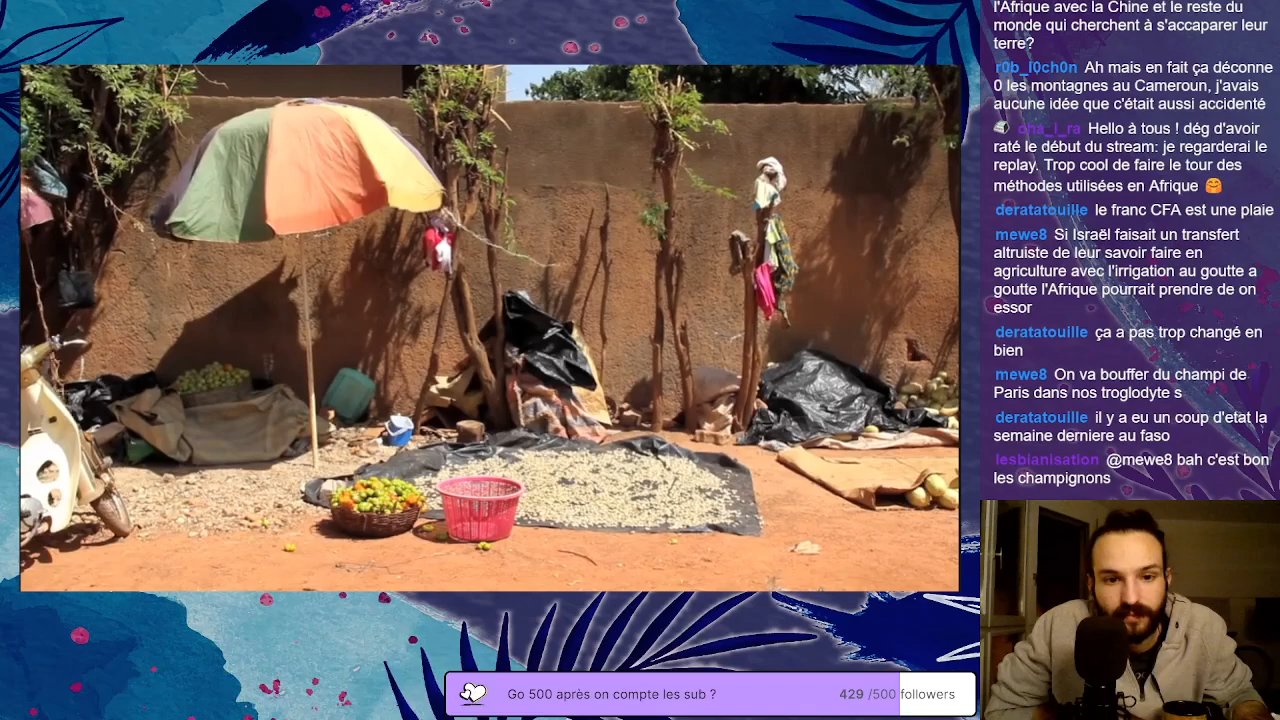 l'Afrique avec la Chine et le reste du
monde qui cherchent à s'accaparer leur
terre?
r0b_l0ch0n Ah mais en fait ça déconne
0 les montagnes au Cameroun, j'avais
aucune idée que c'était aussi accidenté
cha_i_ra Hello à tous ! dég d'avoir
raté le début du stream: je regarderai le
replay. Trop cool de faire le tour des
méthodes utilisées en Afrique 🤗
deratatouille le franc CFA est une plaie
mewe8 Si Israël faisait un transfert
altruiste de leur savoir faire en
agriculture avec l'irrigation au goutte a
goutte l'Afrique pourrait prendre de on
essor
deratatouille ça a pas trop changé en
bien
mewe8 On va bouffer du champi de
Paris dans nos troglodyte s
deratatouille il y a eu un coup d'etat la
semaine derniere au faso
lesbianisation @mewe8 bah c'est bon
les champignons
Go 500 après on compte les sub ? 429 /500 followers